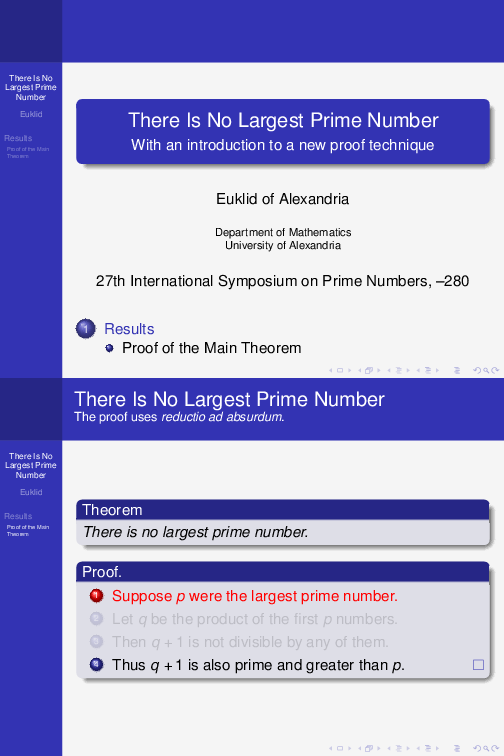 There Is No
Largest Prime
Number
Euklid
Results
Proof of the Main
Theorem
There Is No Largest Prime Number
With an introduction to a new proof technique
Euklid of Alexandria
Department of Mathematics
University of Alexandria
27th International Symposium on Prime Numbers, –280
1 Results
Proof of the Main Theorem
There Is No Largest Prime Number
The proof uses reductio ad absurdum.
There Is No
Largest Prime
Number
Euklid
Results
Proof of the Main
Theorem
Theorem
There is no largest prime number.
Proof.
1 Suppose p were the largest prime number.
2 Let q be the product of the first p numbers.
3 Then q + 1 is not divisible by any of them.
4 Thus q + 1 is also prime and greater than p.